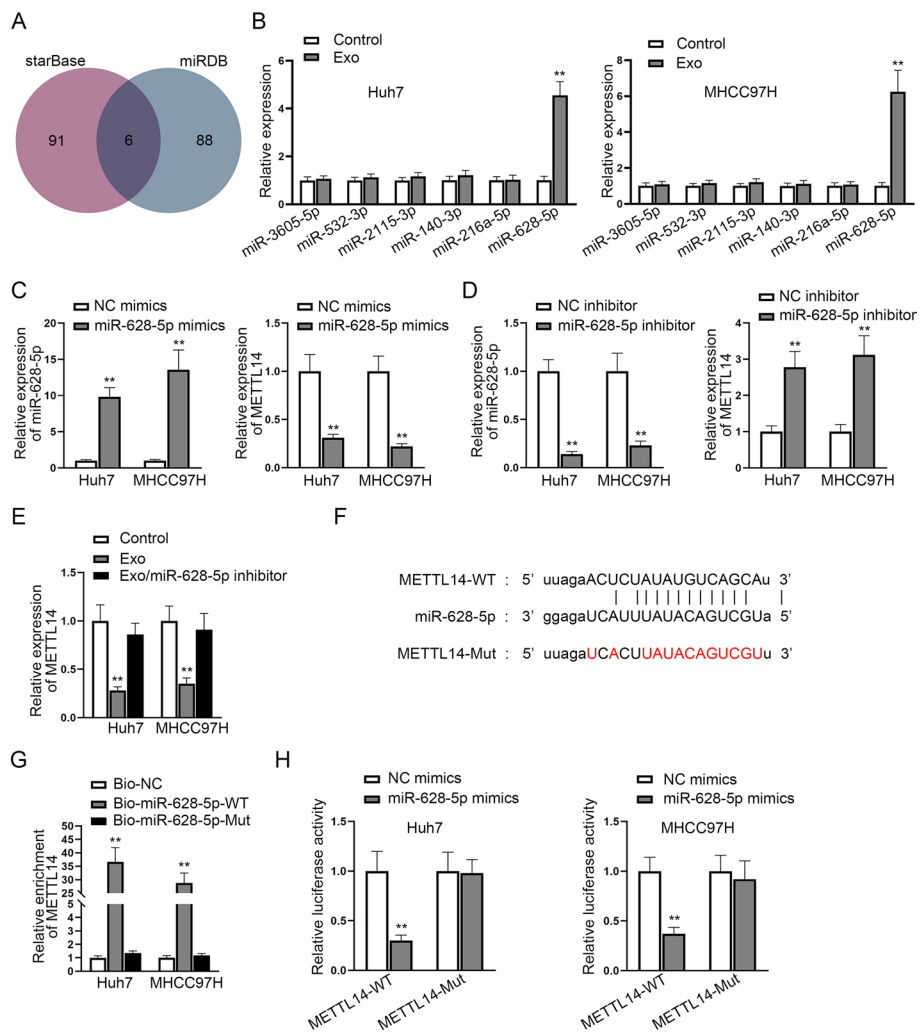 A
starBase
miRDB
91
6
88
B
Control
Exo
Huh7
Relative expression
6
4
2
0
miR-3605-5p
miR-532-3p
miR-2115-3p
miR-140-3p
miR-216a-5p
miR-628-5p
**
Control
Exo
MHCC97H
Relative expression
8
6
4
2
0
miR-3605-5p
miR-532-3p
miR-2115-3p
miR-140-3p
miR-216a-5p
miR-628-5p
**
C
NC mimics
miR-628-5p mimics
Relative expression
of miR-628-5p
20
15
10
5
0
**
**
Huh7
MHCC97H
NC mimics
miR-628-5p mimics
Relative expression
of METTL14
1.5
1.0
0.5
0.0
**
**
Huh7
MHCC97H
D
NC inhibitor
miR-628-5p inhibitor
Relative expression
of miR-628-5p
1.5
1.0
0.5
0.0
**
**
Huh7
MHCC97H
NC inhibitor
miR-628-5p inhibitor
Relative expression
of METTL14
4
3
2
1
0
**
**
Huh7
MHCC97H
E
Control
Exo
Exo/miR-628-5p inhibitor
Relative expression
of METTL14
1.5
1.0
0.5
0.0
**
**
Huh7
MHCC97H
F
METTL14-WT : 5’ uuagaACUCUAUAUGUCAGCAu 3’
miR-628-5p : 3’ ggagaUCAUUUAUACAGUCGUa 5’
METTL14-Mut : 5’ uuagaUCACUUAUACAGUCGUu 3’
G
Bio-NC
Bio-miR-628-5p-WT
Bio-miR-628-5p-Mut
Relative enrichment
of METTL14
50
45
40
35
30
25
5
4
3
2
1
0
**
**
Huh7
MHCC97H
H
NC mimics
miR-628-5p mimics
Huh7
Relative luciferase activity
1.5
1.0
0.5
0.0
**
METTL14-WT
METTL14-Mut
NC mimics
miR-628-5p mimics
MHCC97H
Relative luciferase activity
1.5
1.0
0.5
0.0
**
METTL14-WT
METTL14-Mut